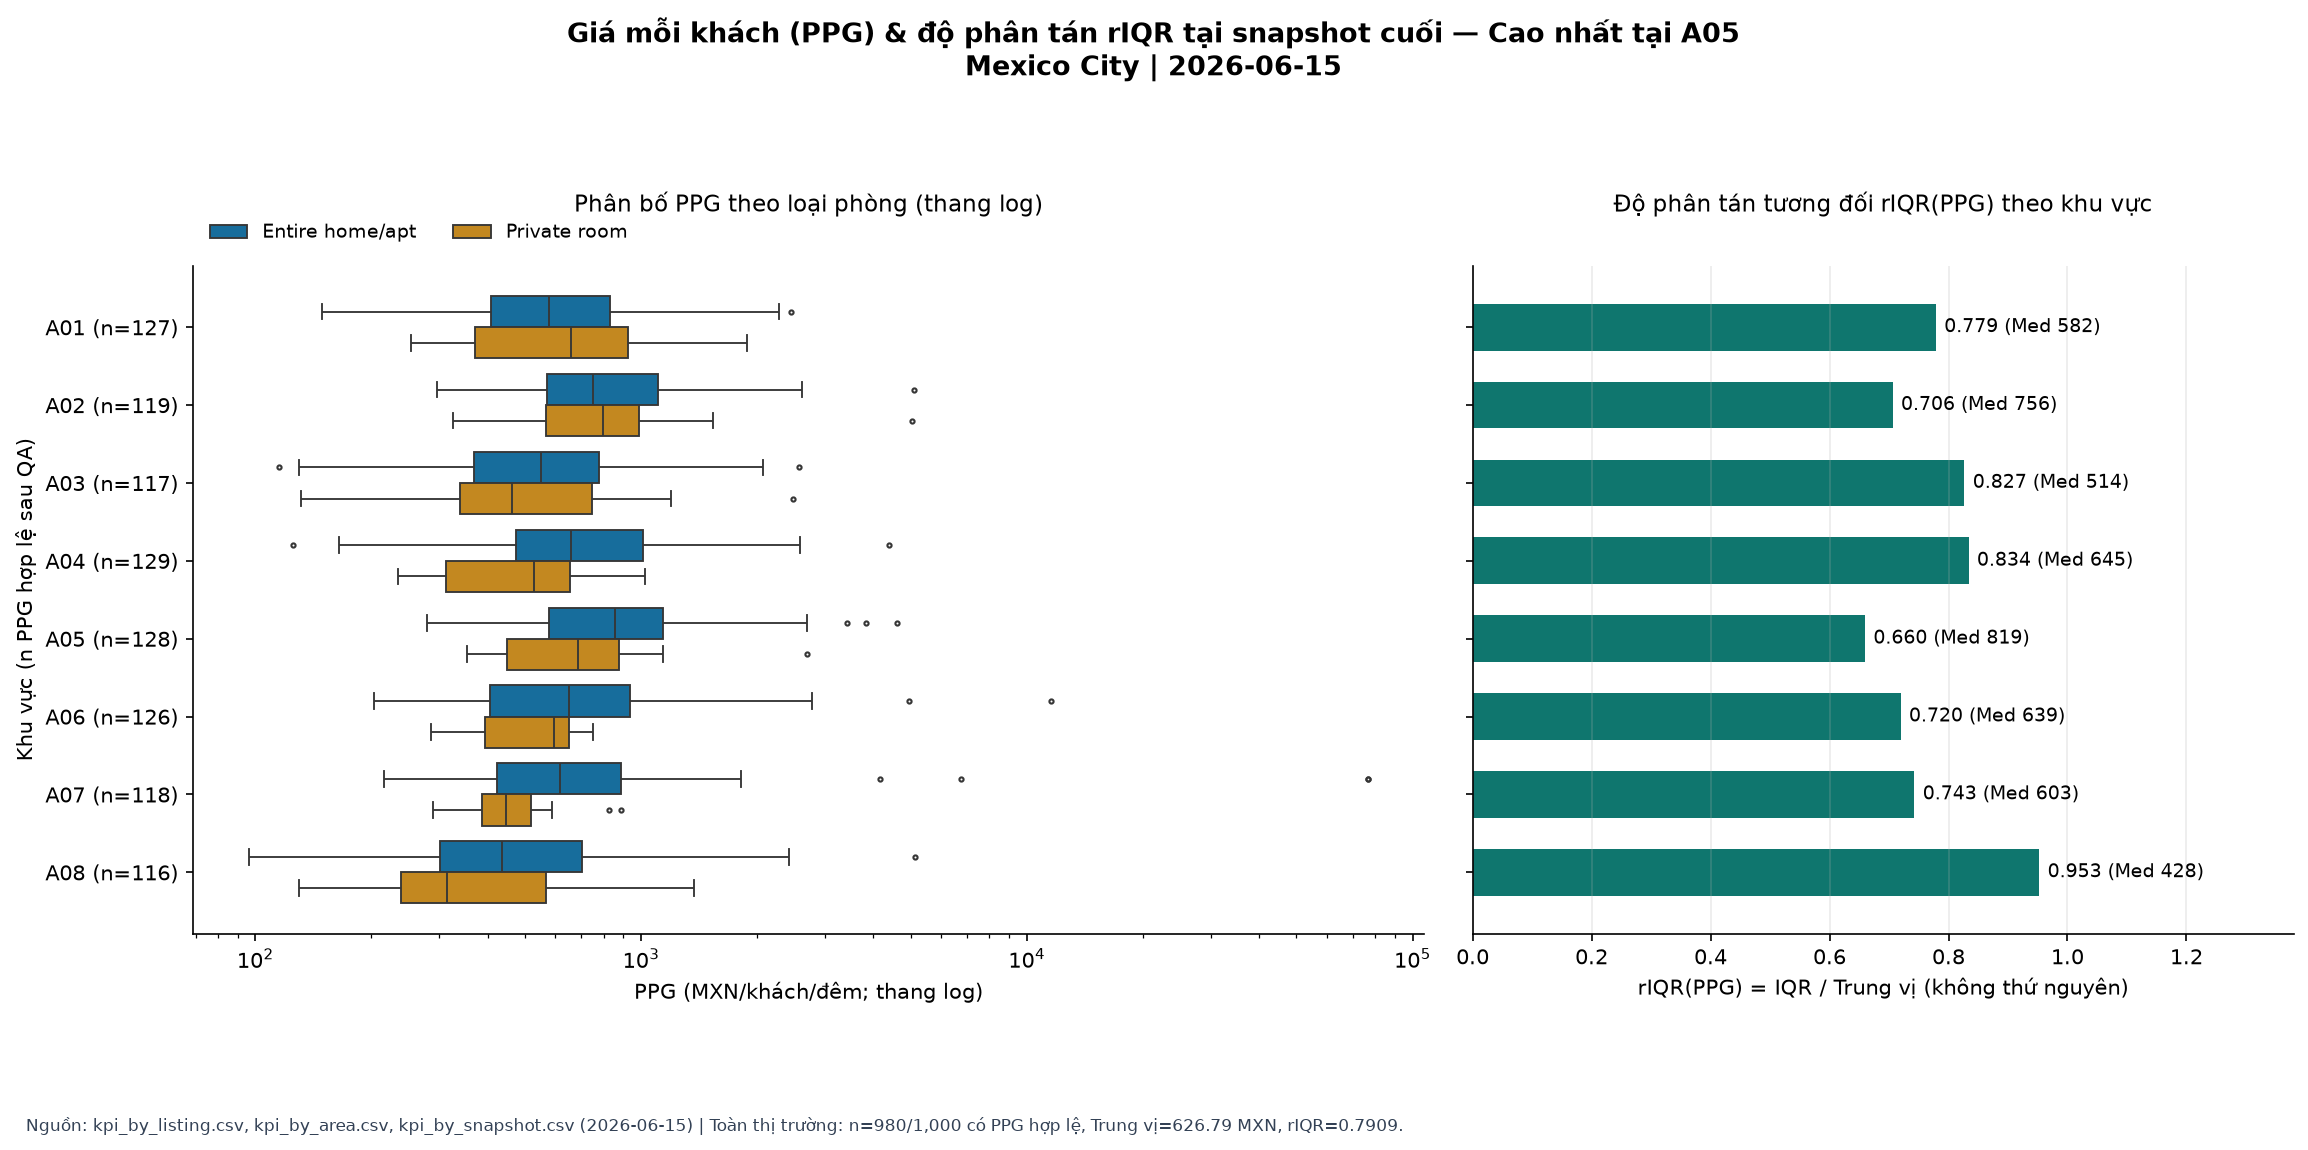 Giá mỗi khách (PPG) & độ phân tán rIQR tại snapshot cuối — Cao nhất tại A05
Mexico City | 2026-06-15
Phân bố PPG theo loại phòng (thang log)
Entire home/apt
Private room
Khu vực (n PPG hợp lệ sau QA)
A01 (n=127)
A02 (n=119)
A03 (n=117)
A04 (n=129)
A05 (n=128)
A06 (n=126)
A07 (n=118)
A08 (n=116)
10² 10³ 10⁴ 10⁵
PPG (MXN/khách/đêm; thang log)
Độ phân tán tương đối rIQR(PPG) theo khu vực
0.779 (Med 582)
0.706 (Med 756)
0.827 (Med 514)
0.834 (Med 645)
0.660 (Med 819)
0.720 (Med 639)
0.743 (Med 603)
0.953 (Med 428)
0.0 0.2 0.4 0.6 0.8 1.0 1.2
rIQR(PPG) = IQR / Trung vị (không thứ nguyên)
Nguồn: kpi_by_listing.csv, kpi_by_area.csv, kpi_by_snapshot.csv (2026-06-15) | Toàn thị trường: n=980/1,000 có PPG hợp lệ, Trung vị=626.79 MXN, rIQR=0.7909.